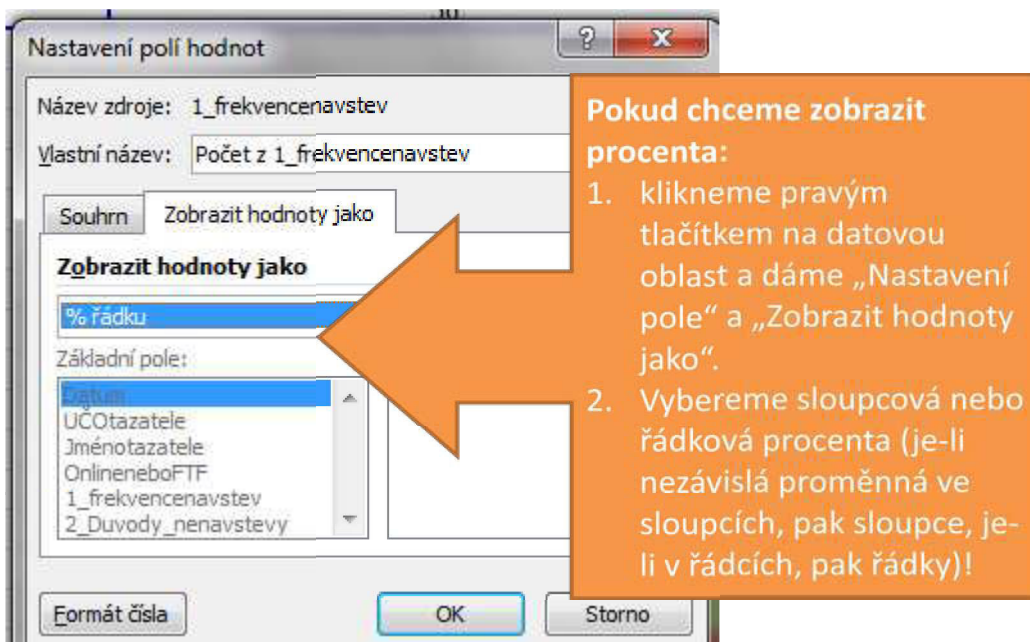 30
Nastavení polí hodnot
Název zdroje: 1_frekvencenavstev
Vlastní název: Počet z 1_frekvencenavstev
Souhrn Zobrazit hodnoty jako
Zobrazit hodnoty jako
% řádku
Základní pole:
Datum
UČOtazatele
Jménotazatele
OnlineneboFTF
1_frekvencenavstev
2_Duvody_nenavstevy
Formát čísla OK Storno
Pokud chceme zobrazit
procenta:
1. klikneme pravým
tlačítkem na datovou
oblast a dáme „Nastavení
pole“ a „Zobrazit hodnoty
jako“.
2. Vybereme sloupcová nebo
řádková procenta (je-li
nezávislá proměnná ve
sloupcích, pak sloupce, je-
li v řádcích, pak řádky)!